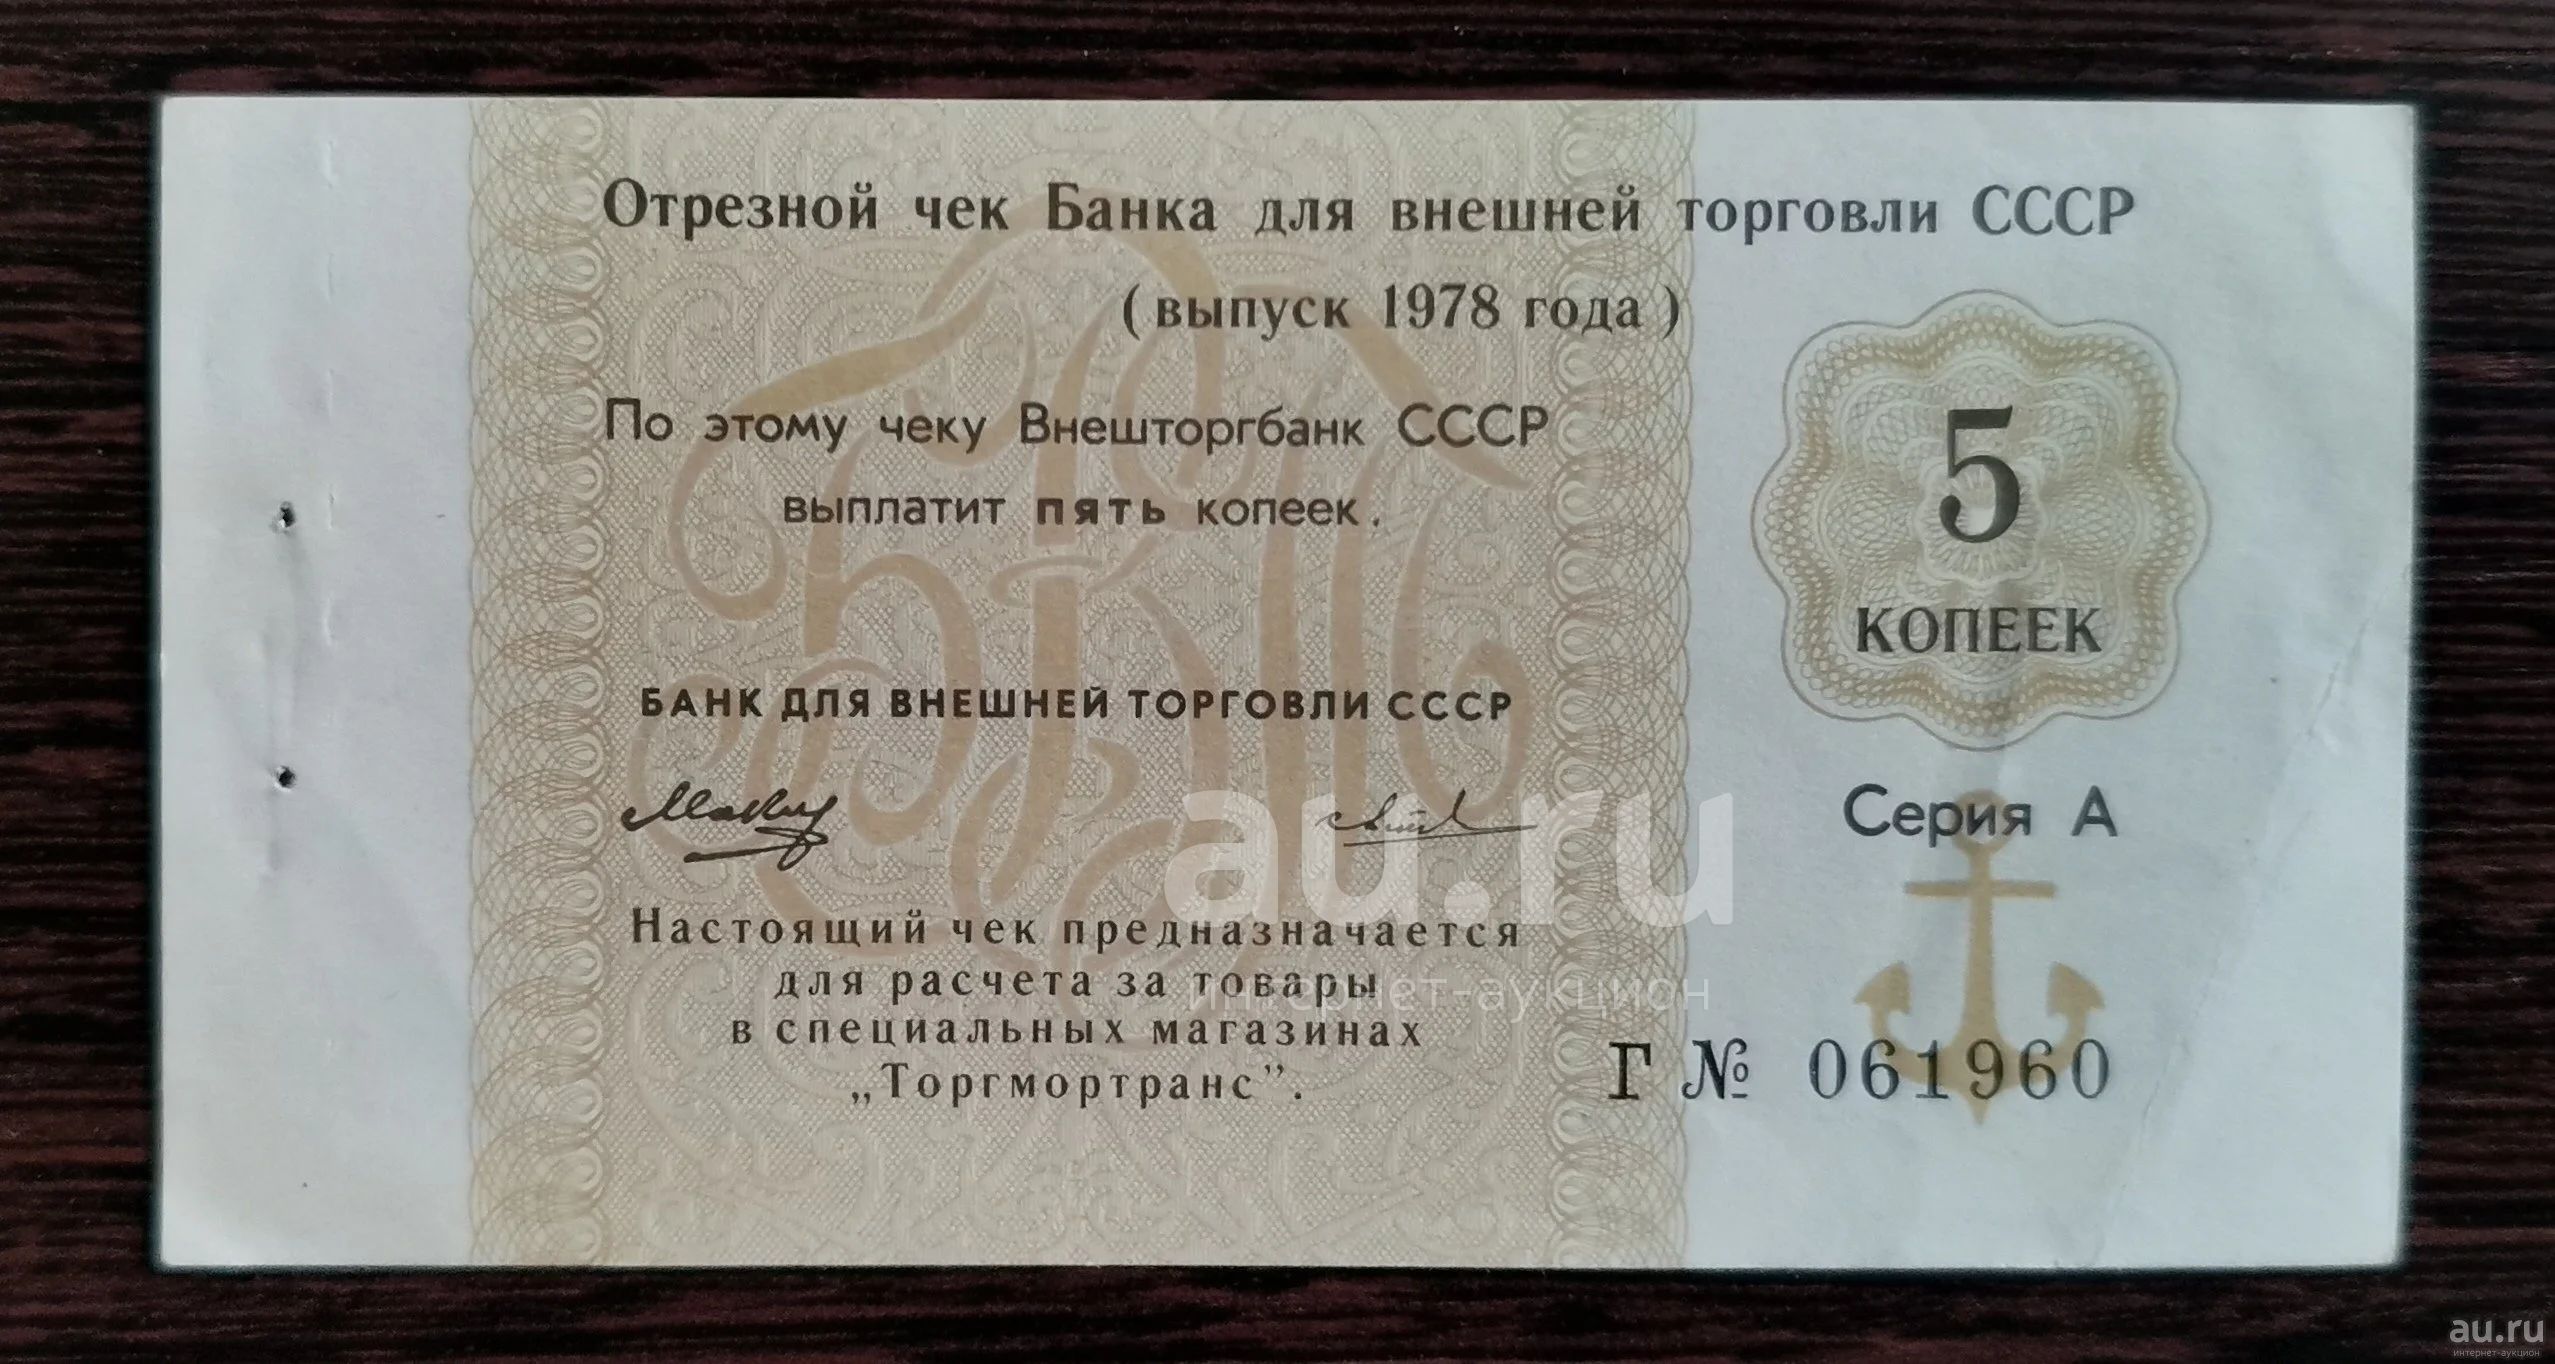 Отрезной чек Банка для внешней торговли СССР
( выпуск 1978 года )
По этому чеку Внешторгбанк СССР
выплатит пять копеек.
5
КОПЕЕК
БАНК ДЛЯ ВНЕШНЕЙ ТОРГОВЛИ СССР
Серия А
au.ru
интернет-аукцион
Настоящий чек предназначается
для расчета за товары
в специальных магазинах
„Торгмортранс”.
Г № 061960
au.ru
интернет-аукцион